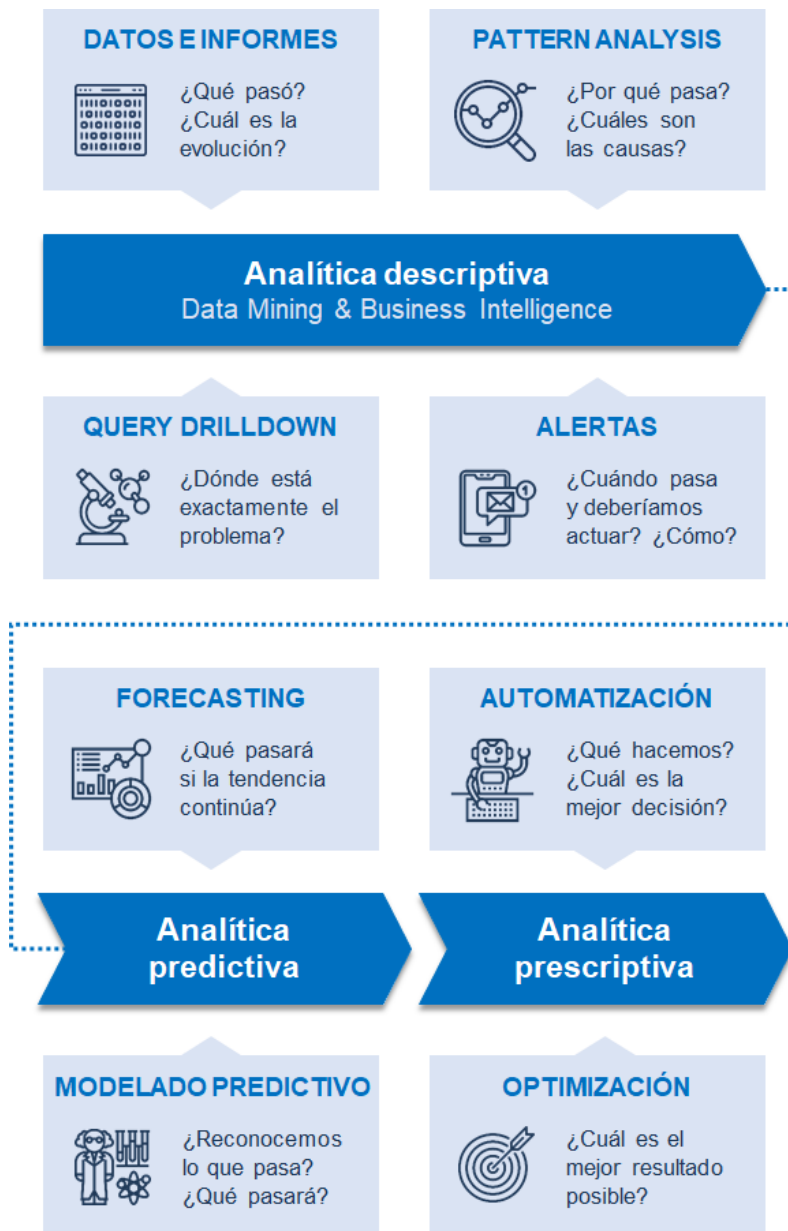 DATOS E INFORMES
¿Qué pasó?
¿Cuál es la
evolución?
PATTERN ANALYSIS
¿Por qué pasa?
¿Cuáles son
las causas?
Analítica descriptiva
Data Mining & Business Intelligence
QUERY DRILLDOWN
¿Dónde está
exactamente el
problema?
ALERTAS
1
¿Cuándo pasa
y deberíamos
actuar? ¿Cómo?
FORECASTING
¿Qué pasará
si la tendencia
continúa?
AUTOMATIZACIÓN
¿Qué hacemos?
¿Cuál es la
mejor decisión?
Analítica
predictiva
Analítica
prescriptiva
MODELADO PREDICTIVO
¿Reconocemos
lo que pasa?
¿Qué pasará?
OPTIMIZACIÓN
¿Cuál es el
mejor resultado
posible?